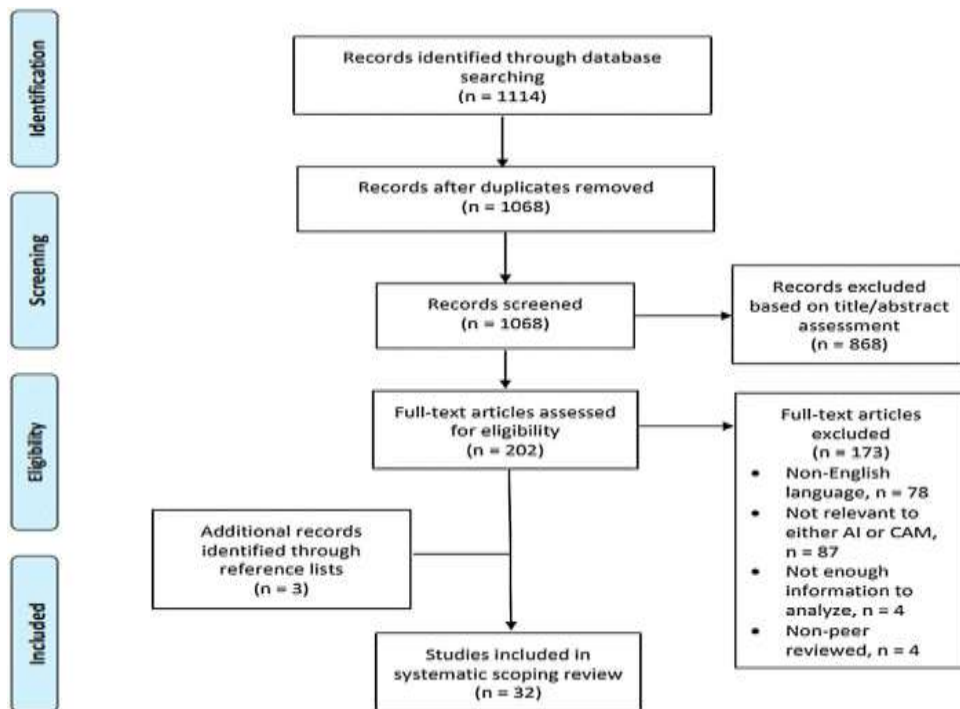 Identification
Records identified through database
searching
(n = 1114)
Records after duplicates removed
(n = 1068)
Screening
Records screened
(n = 1068)
Records excluded
based on title/abstract
assessment
(n = 868)
Eligibility
Full-text articles assessed
for eligibility
(n = 202)
Full-text articles
excluded
(n = 173)
• Non-English
language, n = 78
• Not relevant to
either AI or CAM,
n = 87
• Not enough
information to
analyze, n = 4
• Non-peer
reviewed, n = 4
Additional records
identified through
reference lists
(n = 3)
Included
Studies included in
systematic scoping review
(n = 32)